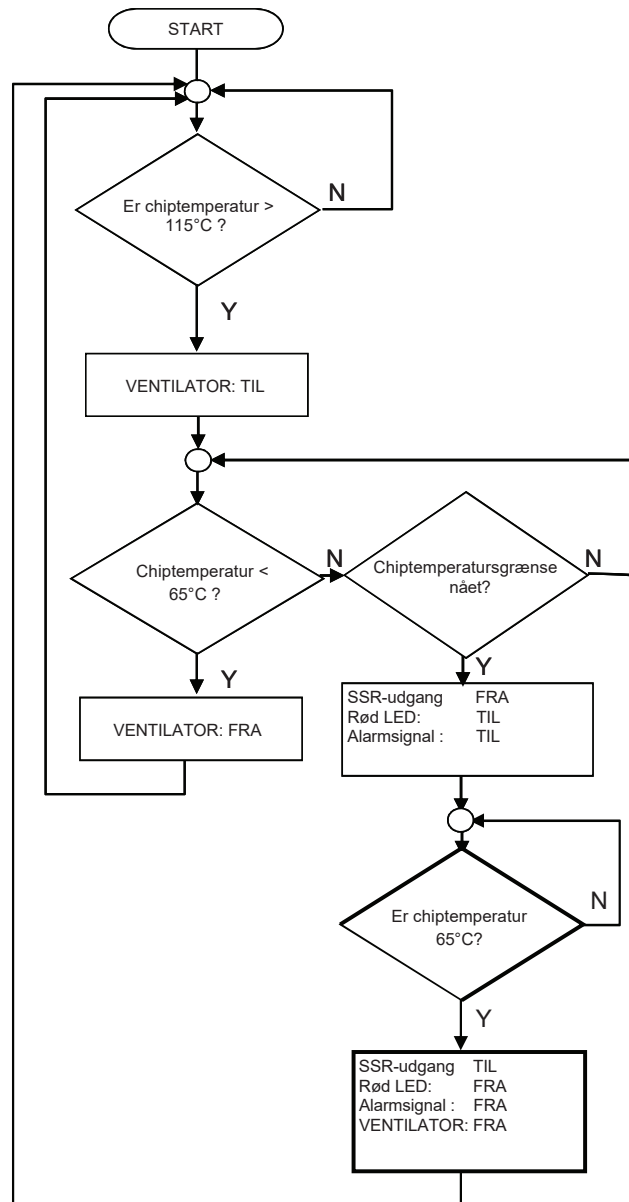 START
Er chiptemperatur >
115°C ?
N
Y
VENTILATOR: TIL
Chiptemperatur <
65°C ?
N
Chiptemperatursgrænse
nået?
N
Y
Y
VENTILATOR: FRA
SSR-udgang FRA
Rød LED: TIL
Alarmsignal : TIL
Er chiptemperatur
65°C?
N
Y
SSR-udgang TIL
Rød LED: FRA
Alarmsignal : FRA
VENTILATOR: FRA